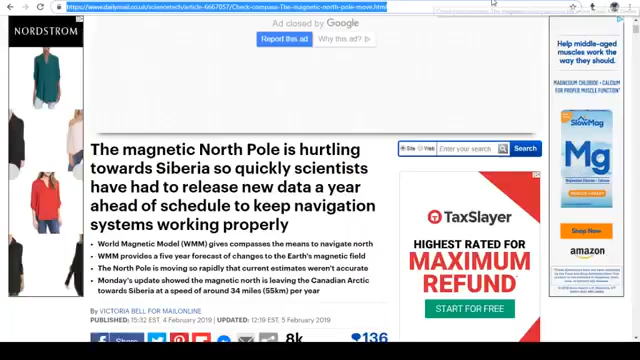 https://www.dailymail.co.uk/sciencetech/article-6667057/Check-compass-The-magnetic-north-pole-move.html
NORDSTROM
Ad closed by Google
Report this ad
Why this ad?
The magnetic North Pole is hurtling
towards Siberia so quickly scientists
have had to release new data a year
ahead of schedule to keep navigation
systems working properly
World Magnetic Model (WMM) gives compasses the means to navigate north
WMM provides a five year forecast of changes to the Earth's magnetic field
The North Pole is moving so rapidly that current estimates weren't accurate
Monday's update showed the magnetic north is leaving the Canadian Arctic
towards Siberia at a speed of around 34 miles (55km) per year
By VICTORIA BELL FOR MAILONLINE
PUBLISHED: 15:32 EST, 4 February 2019 | UPDATED: 12:19 EST, 5 February 2019
Share
8k
136
Site
Web
Enter your search
Search
TaxSlayer
HIGHEST RATED FOR
MAXIMUM
REFUND
START FOR FREE
Help middle-aged
muscles work the
way they should.
MAGNESIUM + CALCIUM
FOR PROPER MUSCLE FUNCTION
SlowMag
Mg
Shop Now
amazon